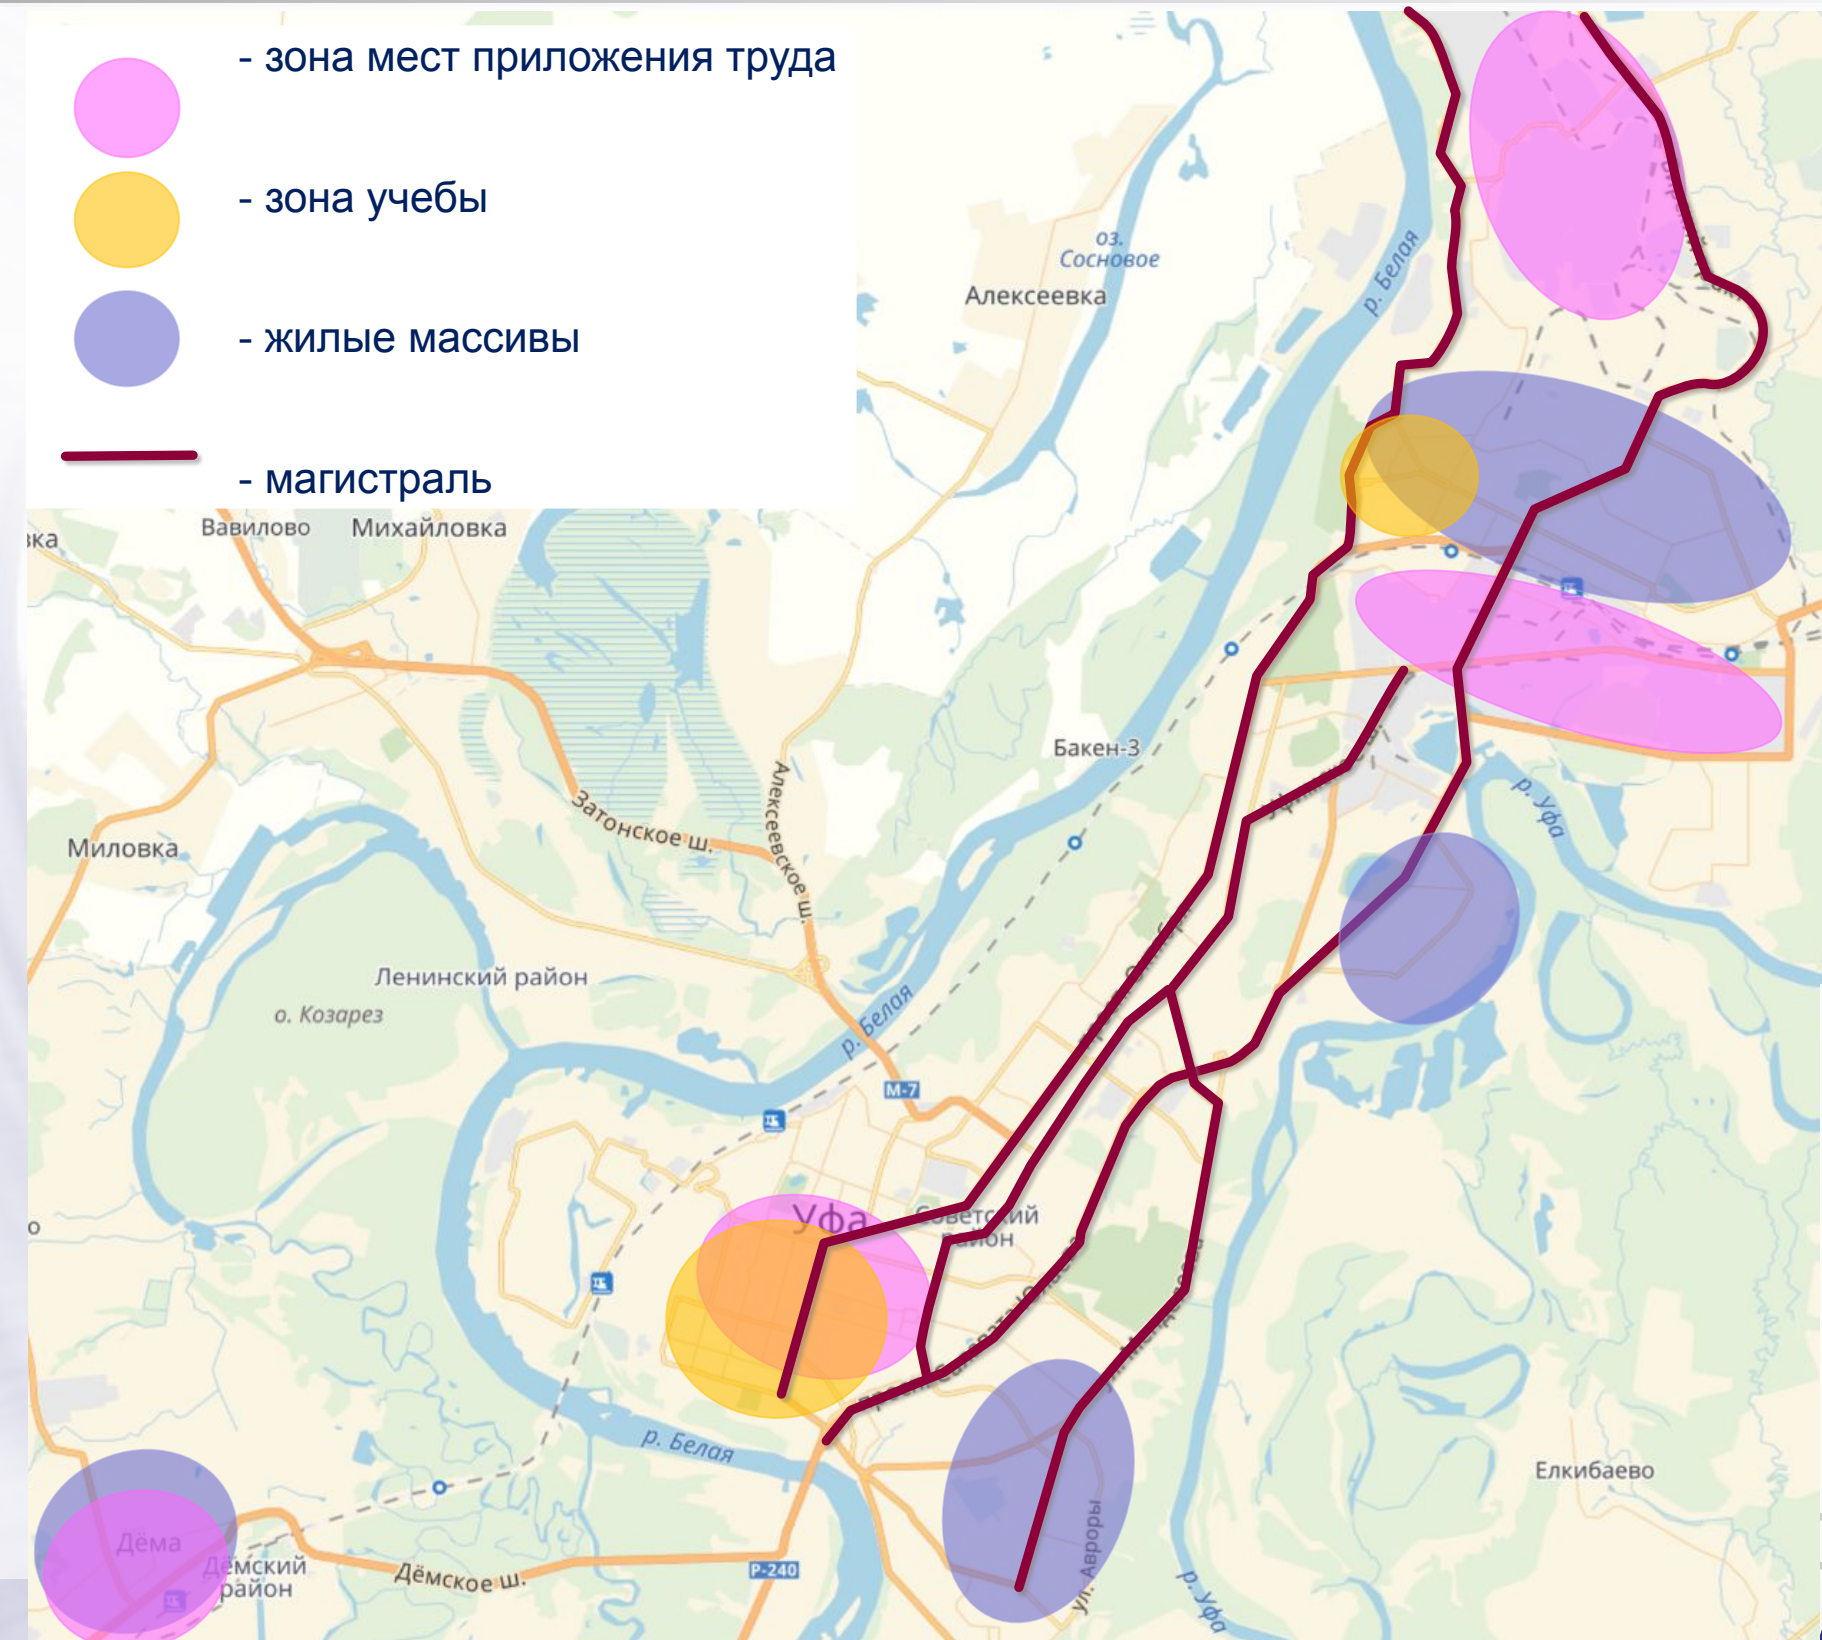 - зона мест приложения труда
- зона учебы
- жилые массивы
- магистраль
оз.
Сосновое
Алексеевка
р. Белая
вка
Вавилово
Михайловка
Бакен-3
р. Уфа
Затонское ш.
Алексеевское ш.
Миловка
Ленинский район
о. Козарез
р. Белая
М-7
о
Уфа
Советский
район
р. Белая
Елкибаево
Дёма
Дёмский
район
Дёмское ш.
Р-240
ул. Авроры
р. Уфа